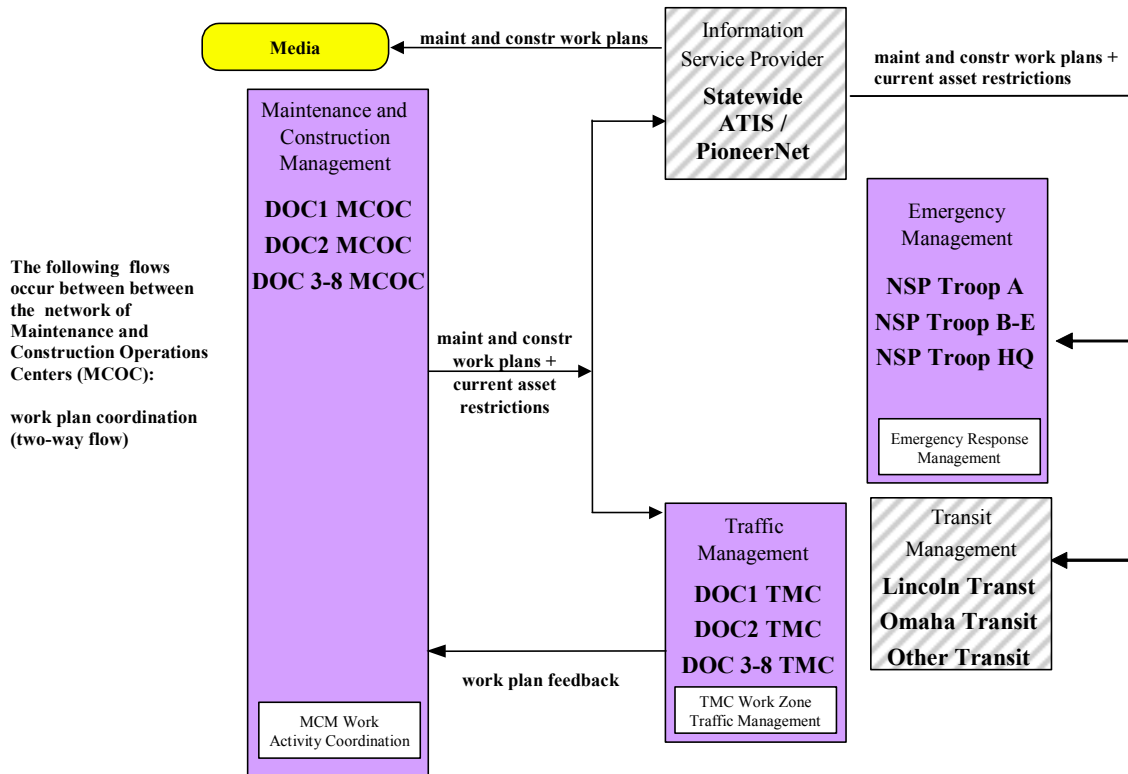 Media
maint and constr work plans
Information
Service Provider
Statewide
ATIS /
PioneerNet
maint and constr work plans +
current asset restrictions
Maintenance and
Construction
Management
DOC1 MCOC
DOC2 MCOC
DOC 3-8 MCOC
MCM Work
Activity Coordination
The following  flows
occur between between
the  network of
Maintenance and
Construction Operations
Centers (MCOC):
work plan coordination
(two-way flow)
maint and constr
work plans +
current asset
restrictions
Emergency
Management
NSP Troop A
NSP Troop B-E
NSP Troop HQ
Emergency Response
Management
Traffic
Management
DOC1 TMC
DOC2 TMC
DOC 3-8 TMC
TMC Work Zone
Traffic Management
Transit
Management
Lincoln Transt
Omaha Transit
Other Transit
work plan feedback